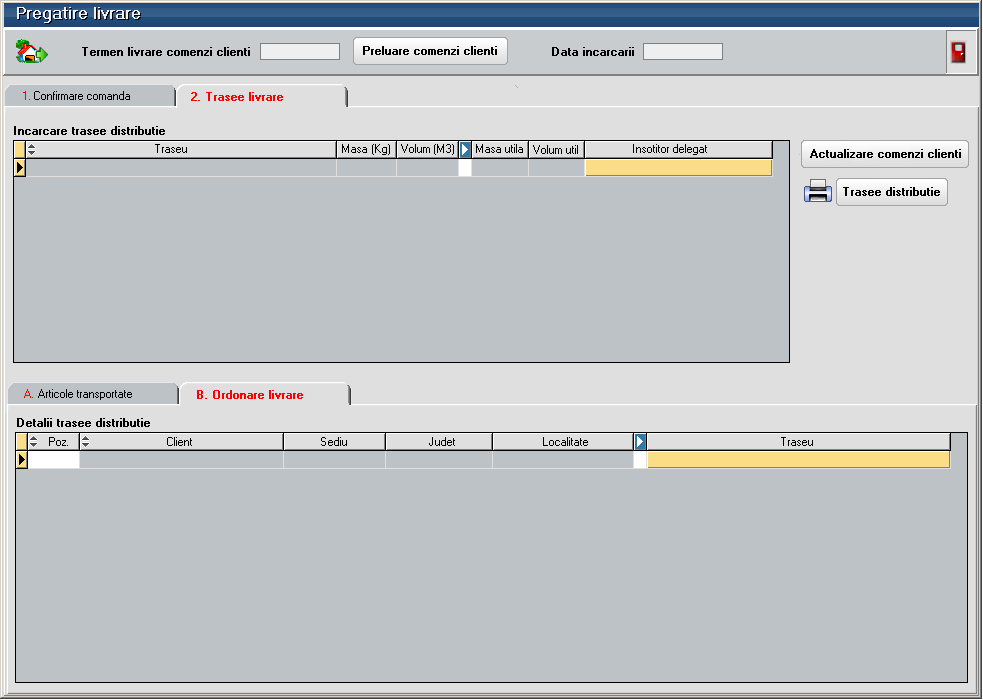 Pregatire livrare
Termen livrare comenzi clienti Preluare comenzi clienti Data incarcarii
1. Confirmare comanda 2. Trasee livrare
Incarcare trasee distributie
Traseu Masa (Kg) Volum (M3) Masa utila Volum util Insotitor delegat
Actualizare comenzi clienti
Trasee distributie
A. Articole transportate B. Ordonare livrare
Detalii trasee distributie
Poz. Client Sediu Judet Localitate Traseu